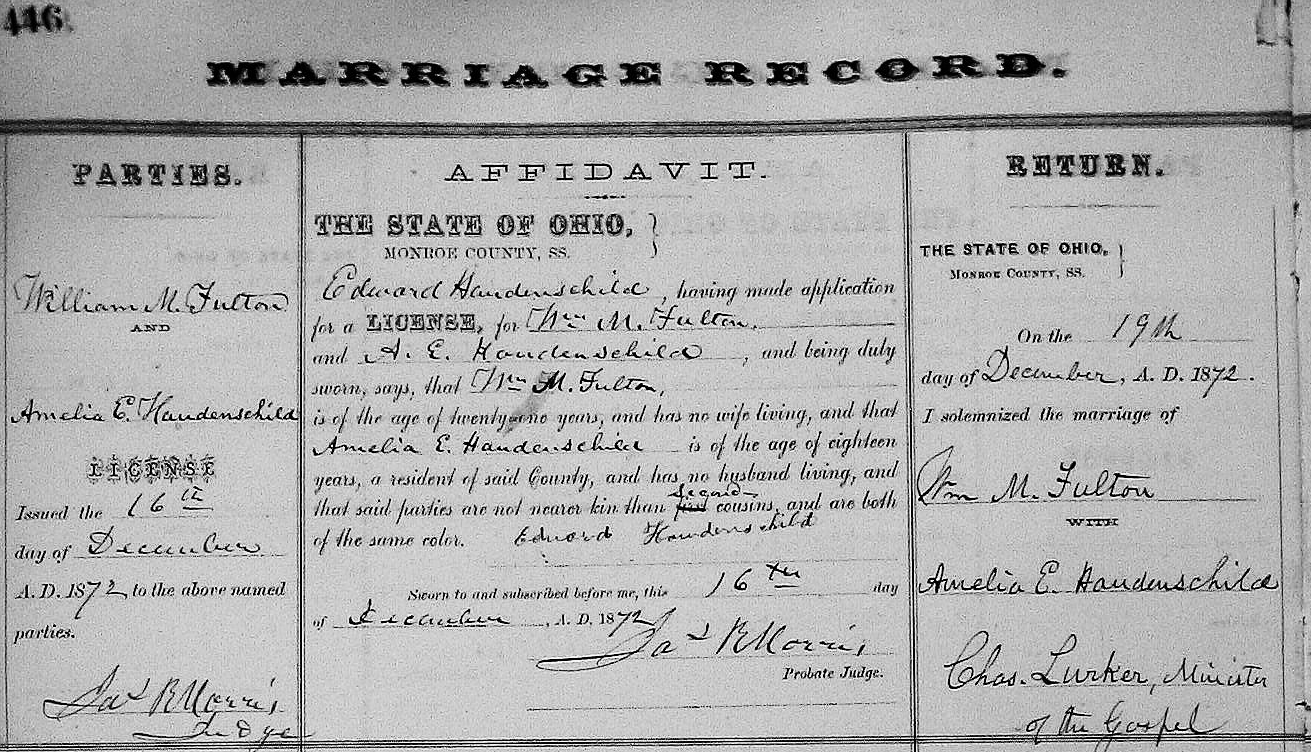 446.
MARRIAGE RECORD.
PARTIES.
William M. Fulton
AND
Amelia E. Haudenschild
LICENSE
Issued the 16th
day of December
A. D. 1872 to the above named
parties.
Jas R Morris
Judge
AFFIDAVIT.
THE STATE OF OHIO,
MONROE COUNTY, SS.
Edward Haudenschild, having made application
for a LICENSE, for Wm M. Fulton.
and A. E. Haudenschild, and being duly
sworn, says, that Wm M. Fulton,
is of the age of twenty-one years, and has no wife living, and that
Amelia E. Haudenschild is of the age of eighteen
years, a resident of said County, and has no husband living, and
second
that said parties are not nearer kin than first cousins, and are both
of the same color. Edward Haudenschild
Sworn to and subscribed before me, this 16th day
of December, A. D. 1872
Jas R Morris
Probate Judge.
RETURN.
THE STATE OF OHIO,
MONROE COUNTY, SS.
On the 19th
day of December, A. D. 1872.
I solemnized the marriage of
Wm M. Fulton
WITH
Amelia E. Haudenschild
Chas. Lurker, Minister
of the Gospel